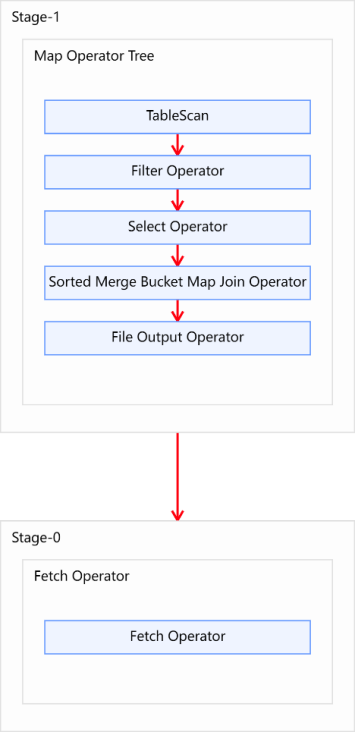 Stage-1
Map Operator Tree
TableScan
Filter Operator
Select Operator
Sorted Merge Bucket Map Join Operator
File Output Operator
Stage-0
Fetch Operator
Fetch Operator